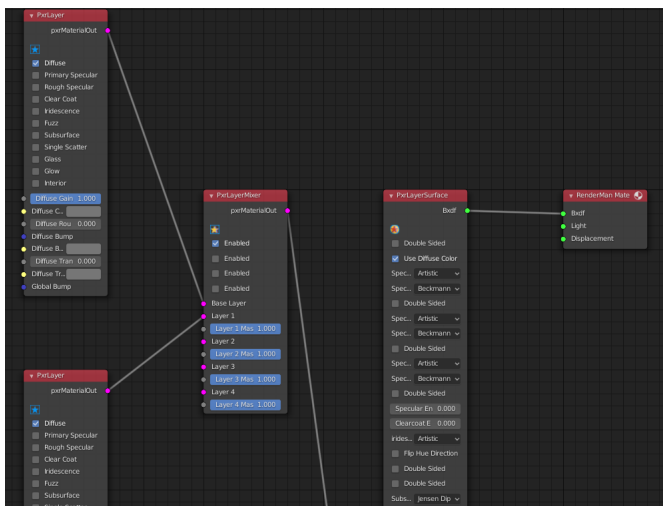 PxrLayer
pxrMaterialOut
Diffuse
Primary Specular
Rough Specular
Clear Coat
Iridescence
Fuzz
Subsurface
Single Scatter
Glass
Glow
Interior
Diffuse Gain 1.000
Diffuse C..
Diffuse Rou 0.000
Diffuse Bump
Diffuse B..
Diffuse Tran 0.000
Diffuse Tr..
Global Bump
PxrLayer
pxrMaterialOut
Diffuse
Primary Specular
Rough Specular
Clear Coat
Iridescence
Fuzz
Subsurface
PxrLayerMixer
pxrMaterialOut
Enabled
Enabled
Enabled
Enabled
Base Layer
Layer 1
Layer 1 Mas 1.000
Layer 2
Layer 2 Mas 1.000
Layer 3
Layer 3 Mas 1.000
Layer 4
Layer 4 Mas 1.000
PxrLayerSurface
Bxdf
Double Sided
Use Diffuse Color
Spec... Artistic
Spec... Beckmann
Double Sided
Spec... Artistic
Spec... Beckmann
Double Sided
Spec... Artistic
Spec... Beckmann
Double Sided
Specular En 0.000
Clearcoat E 0.000
Irides... Artistic
Flip Hue Direction
Double Sided
Double Sided
Subs... Jensen Dip
RenderMan Mate
Bxdf
Light
Displacement